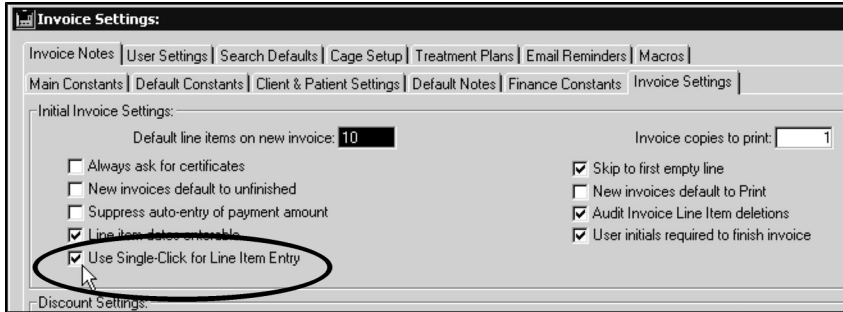 Invoice Settings:
Invoice Notes User Settings Search Defaults Cage Setup Treatment Plans Email Reminders Macros
Main Constants Default Constants Client & Patient Settings Default Notes Finance Constants Invoice Settings
Initial Invoice Settings:
Default line items on new invoice: 10 Invoice copies to print: 1
Always ask for certificates Skip to first empty line
New invoices default to unfinished New invoices default to Print
Suppress auto-entry of payment amount Audit Invoice Line Item deletions
Line item dates enterable User initials required to finish invoice
Use Single-Click for Line Item Entry
Discount Settings: